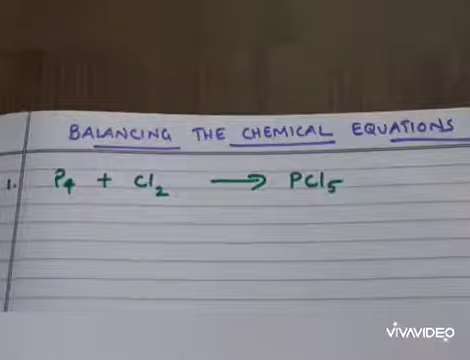 BALANCING THE CHEMICAL EQUATIONS
1. P₄ + Cl₂ → PCl₅
VIVAVIDEO